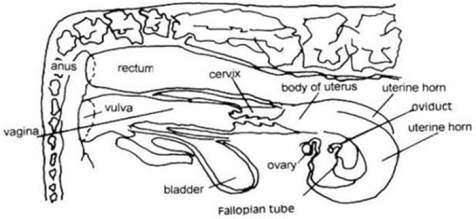 anus
rectum
cervix
body of uterus
uterine horn
oviduct
uterine horn
vulva
vagina
ovary
bladder
Fallopian tube